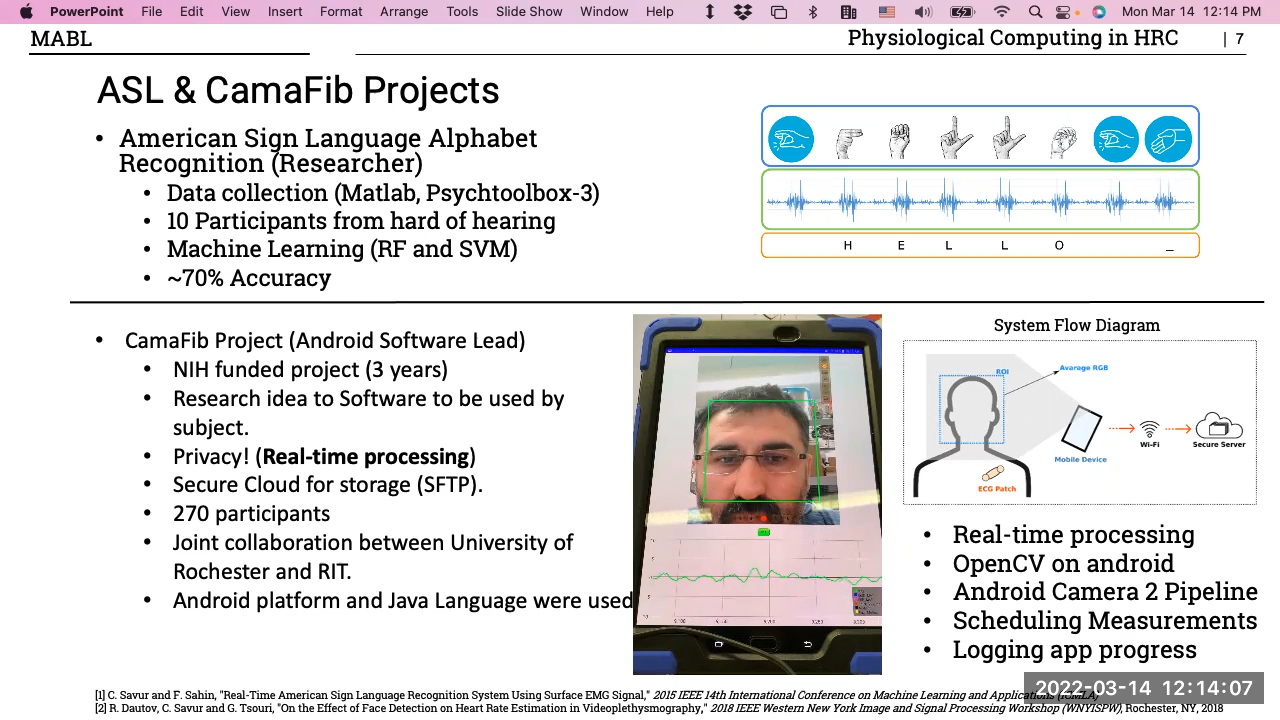 PowerPoint File Edit View Insert Format Arrange Tools Slide Show Window Help Mon Mar 14 12:14 PM
MABL
Physiological Computing in HRC | 7
ASL & CamaFib Projects
• American Sign Language Alphabet
Recognition (Researcher)
• Data collection (Matlab, Psychtoolbox-3)
• 10 Participants from hard of hearing
• Machine Learning (RF and SVM)
• ~70% Accuracy
H E L L O _
• CamaFib Project (Android Software Lead)
• NIH funded project (3 years)
• Research idea to Software to be used by
subject.
• Privacy! (Real-time processing)
• Secure Cloud for storage (SFTP).
• 270 participants
• Joint collaboration between University of
Rochester and RIT.
• Android platform and Java Language were used
System Flow Diagram
ROI
Avarage RGB
Mobile Device
Wi-Fi
Secure Server
ECG Patch
• Real-time processing
• OpenCV on android
• Android Camera 2 Pipeline
• Scheduling Measurements
• Logging app progress
[1] C. Savur and F. Sahin, "Real-Time American Sign Language Recognition System Using Surface EMG Signal," 2015 IEEE 14th International Conference on Machine Learning and Applications (ICMLA)
[2] R. Dautov, C. Savur and G. Tsouri, "On the Effect of Face Detection on Heart Rate Estimation in Videoplethysmography," 2018 IEEE Western New York Image and Signal Processing Workshop (WNYISPW), Rochester, NY, 2018
2022-03-14 12:14:07